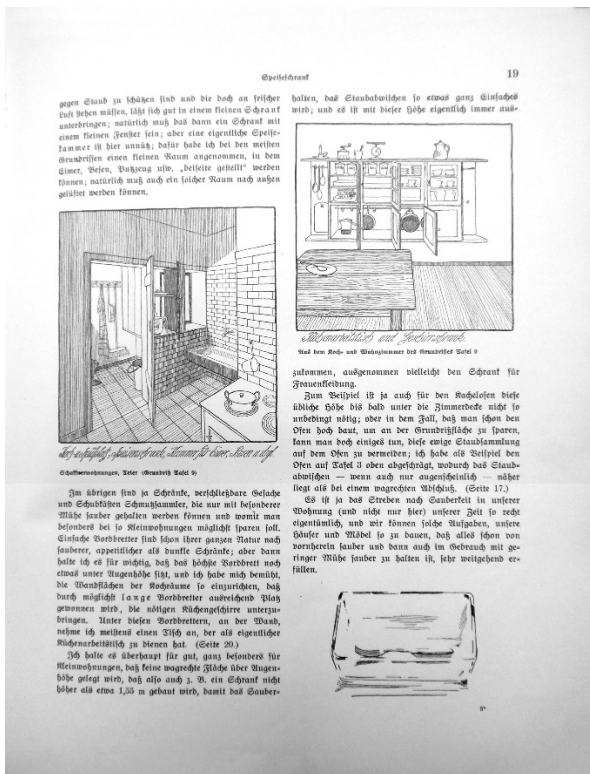 Speiseschrank
19
gegen Staub zu schützen sind und die doch an frischer
Luft stehen müssen, läßt sich gut in einem kleinen Schrank
unterbringen; natürlich muß das dann ein Schrank mit
einem kleinen Fenster sein; aber eine eigentliche Speise-
kammer ist hier unnütz; dafür habe ich bei den meisten
Grundrissen einen kleinen Raum angenommen, in dem
Eimer, Besen, Putzzeug usw. „beiseite gestellt“ werden
können; natürlich muß auch ein solcher Raum nach außen
gelüftet werden können.
Speiseschrank, Kammer für Eimer, Besen u. dgl.
Schaffnerwohnungen, Trier (Grundriß Tafel 9)
Im übrigen sind ja Schränke, verschließbare Gefache
und Schubkästen Schmutzsammler, die nur mit besonderer
Mühe sauber gehalten werden können und womit man
besonders bei so Kleinwohnungen möglichst sparen soll.
Einfache Vordbretter sind schon ihrer ganzen Natur nach
sauberer, appetitlicher als dunkle Schränke; aber dann
halte ich es für wichtig, daß das höchste Vordbrett noch
etwas unter Augenhöhe sitzt, und ich habe mich bemüht,
die Wandflächen der Kochräume so einzurichten, daß
durch möglichst lange Vordbretter ausreichend Platz
gewonnen wird, die nötigen Küchengeschirre unterzu-
bringen. Unter diesen Vordbrettern, an der Wand,
nehme ich meistens einen Tisch an, der als eigentlicher
Küchenarbeitstisch zu dienen hat. (Seite 20.)
Ich halte es überhaupt für gut, ganz besonders für
Kleinwohnungen, daß keine wagrechte Fläche über Augen-
höhe gelegt wird, daß also auch z. B. ein Schrank nicht
höher als etwa 1,55 m gebaut wird, damit das Sauber-
halten, das Staubabwischen so etwas ganz Einfaches
wird; und es ist mit dieser Höhe eigentlich immer aus-
Küchenarbeitstisch und Geschirrschrank.
Aus dem Koch- und Wohnzimmer des Grundrisses Tafel 9
zukommen, ausgenommen vielleicht den Schrank für
Frauenkleidung.
Zum Beispiel ist ja auch für den Kachelofen diese
übliche Höhe bis bald unter die Zimmerdecke nicht so
unbedingt nötig; oder in dem Fall, daß man schon den
Ofen hoch baut, um an der Grundrißfläche zu sparen,
kann man doch einiges tun, diese ewige Staubsammlung
auf dem Ofen zu vermeiden; ich habe als Beispiel den
Ofen auf Tafel 3 oben abgeschrägt, wodurch das Staub-
abwischen — wenn auch nur augenscheinlich — näher
liegt als bei einem wagrechten Abschluß. (Seite 17.)
Es ist ja das Streben nach Sauberkeit in unserer
Wohnung (und nicht nur hier) unserer Zeit so recht
eigentümlich, und wir können solche Aufgaben, unsere
Häuser und Möbel so zu bauen, daß alles schon von
vornherein sauber und dann auch im Gebrauch mit ge-
ringer Mühe sauber zu halten ist, sehr weitgehend er-
füllen.